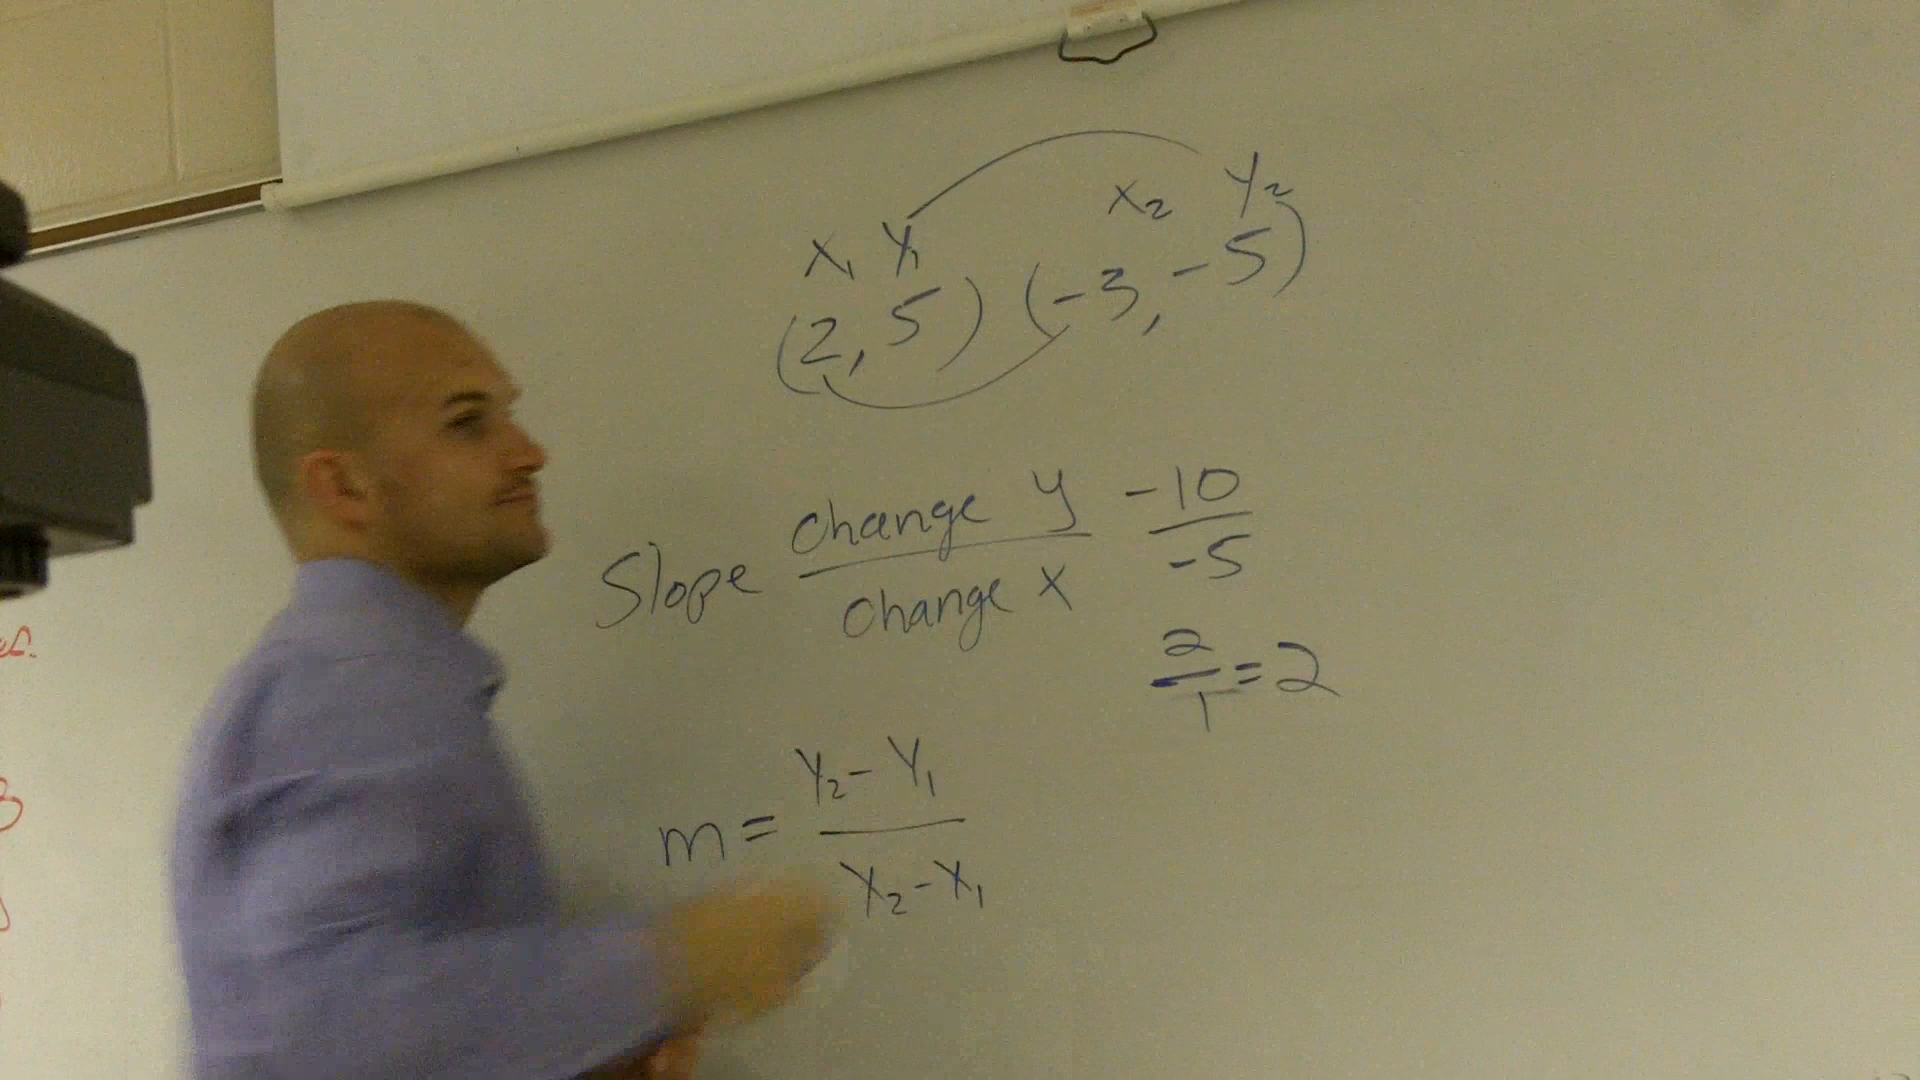 x₁ y₁ x₂ y₂
(2, 5) (-3, -5)
Slope change y / change x -10 / -5
2 / 1 = 2
m = y₂ - y₁ / x₂ - x₁